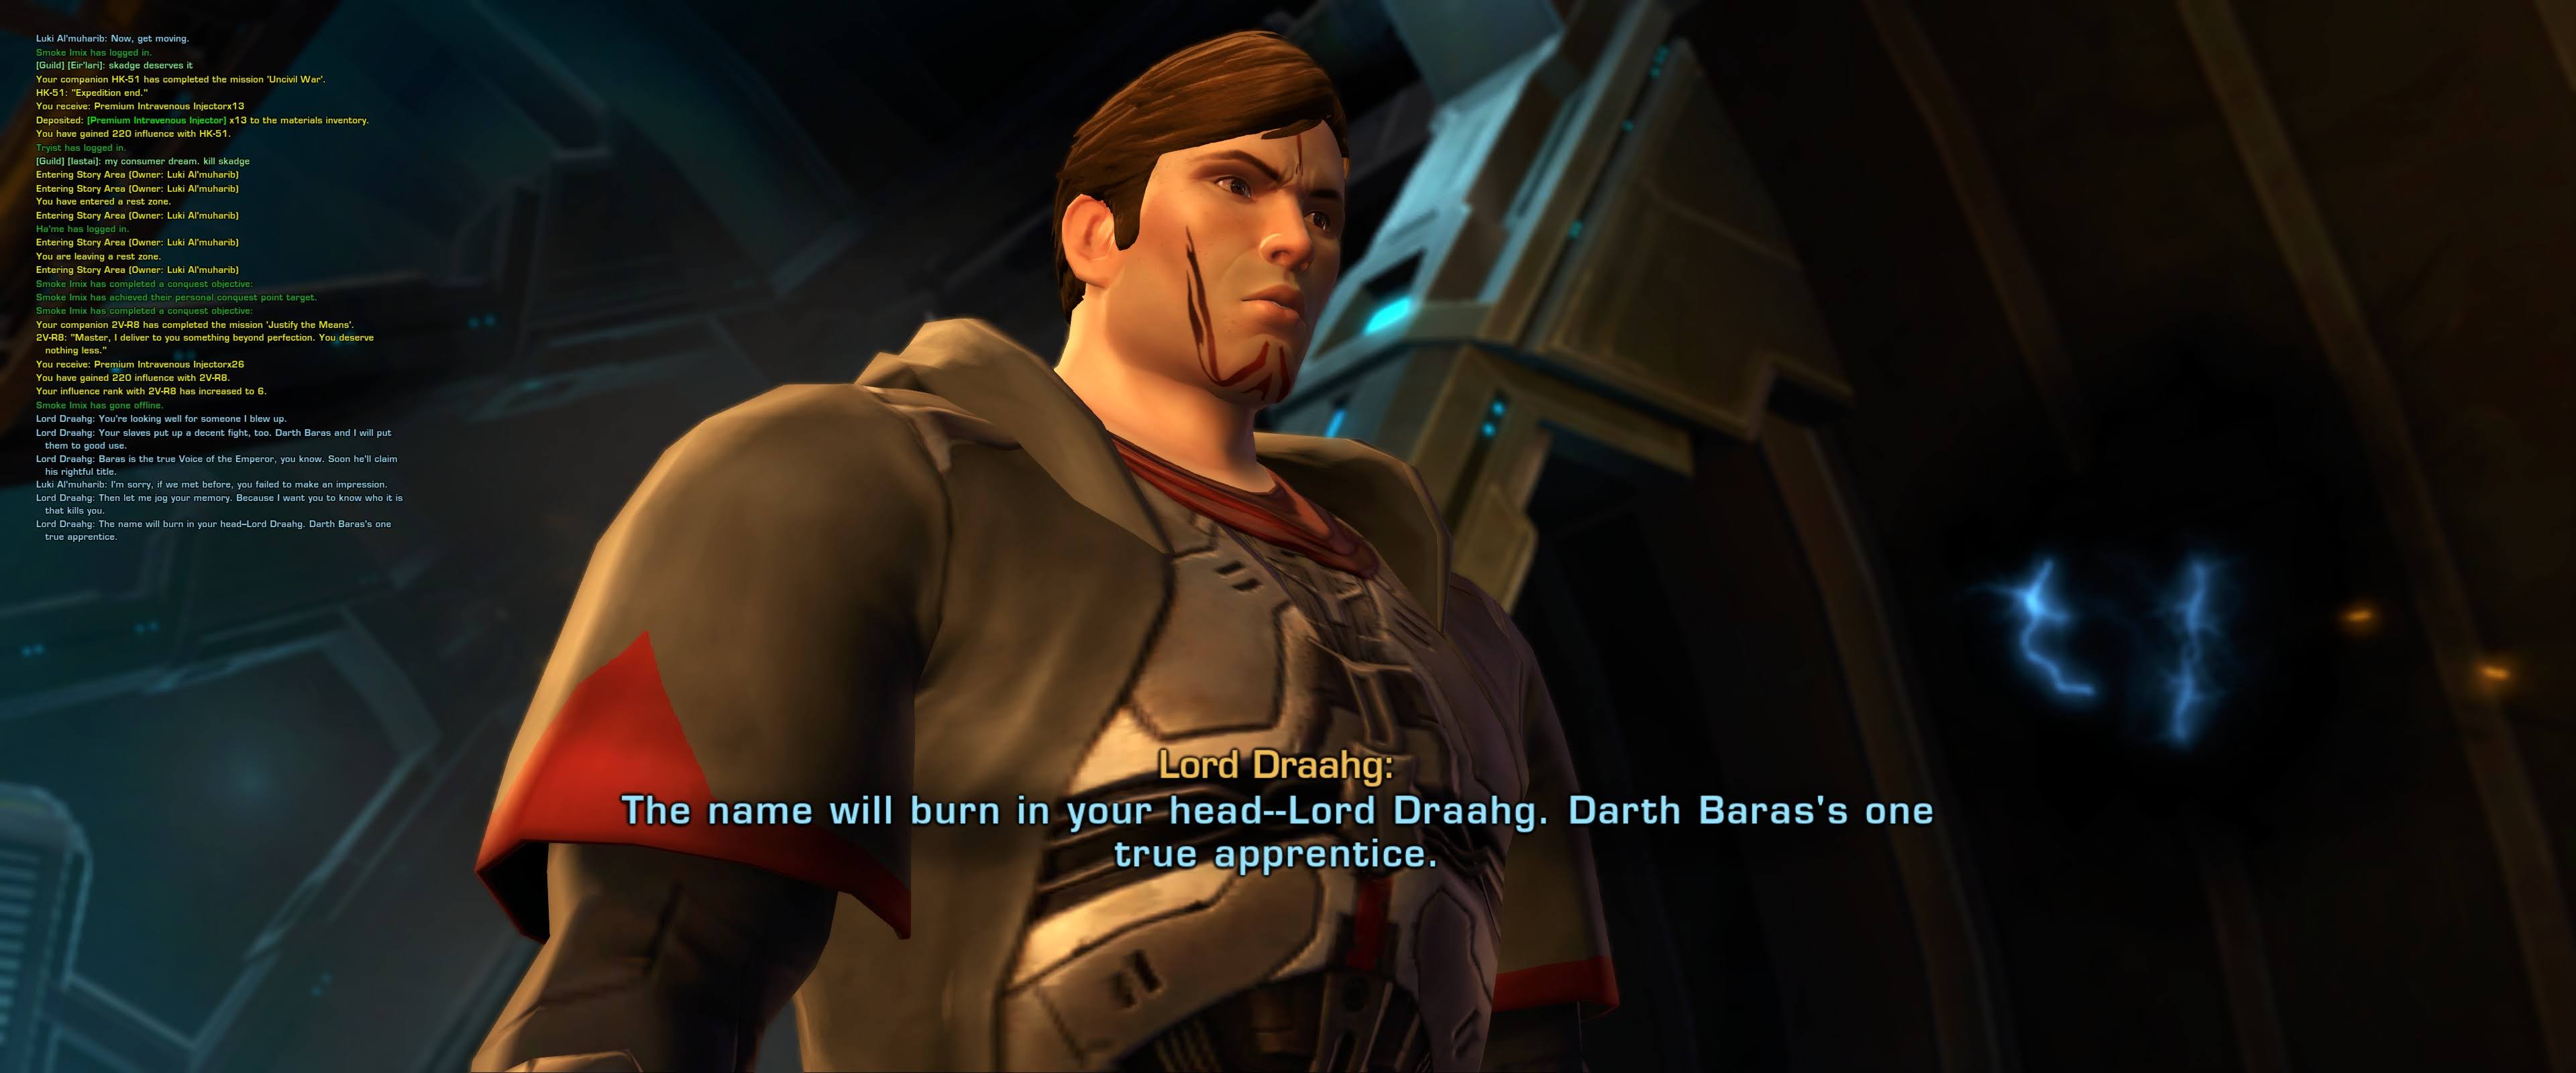 Luki Al'muharib: Now, get moving.
Smoke Imix has logged in.
[Guild] [Eir'lari]: skadge deserves it
Your companion HK-51 has completed the mission 'Uncivil War'.
HK-51: "Expedition end."
You receive: Premium Intravenous Injectorx13
Deposited: [Premium Intravenous Injector] x13 to the materials inventory.
You have gained 220 influence with HK-51.
Tryist has logged in.
[Guild] [Iastai]: my consumer dream. kill skadge
Entering Story Area (Owner: Luki Al'muharib)
Entering Story Area (Owner: Luki Al'muharib)
You have entered a rest zone.
Entering Story Area (Owner: Luki Al'muharib)
Ha'me has logged in.
Entering Story Area (Owner: Luki Al'muharib)
You are leaving a rest zone.
Entering Story Area (Owner: Luki Al'muharib)
Smoke Imix has completed a conquest objective:
Smoke Imix has achieved their personal conquest point target.
Smoke Imix has completed a conquest objective:
Your companion 2V-R8 has completed the mission 'Justify the Means'.
2V-R8: "Master, I deliver to you something beyond perfection. You deserve
nothing less."
You receive: Premium Intravenous Injectorx26
You have gained 220 influence with 2V-R8.
Your influence rank with 2V-R8 has increased to 6.
Smoke Imix has gone offline.
Lord Draahg: You're looking well for someone I blew up.
Lord Draahg: Your slaves put up a decent fight, too. Darth Baras and I will put
them to good use.
Lord Draahg: Baras is the true Voice of the Emperor, you know. Soon he'll claim
his rightful title.
Luki Al'muharib: I'm sorry, if we met before, you failed to make an impression.
Lord Draahg: Then let me jog your memory. Because I want you to know who it is
that kills you.
Lord Draahg: The name will burn in your head--Lord Draahg. Darth Baras's one
true apprentice.
Lord Draahg:
The name will burn in your head--Lord Draahg. Darth Baras's one
true apprentice.